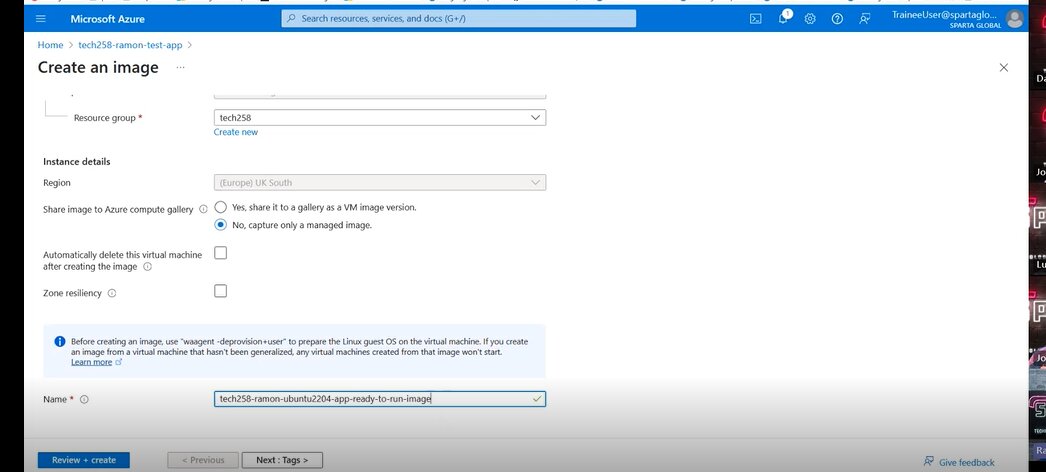 Microsoft Azure
Search resources, services, and docs (G+/)
1
TraineeUser@spartaglo...
SPARTA GLOBAL
Home > tech258-ramon-test-app >
Create an image ...
Resource group *
tech258
Create new
Instance details
Region
(Europe) UK South
Share image to Azure compute gallery
Yes, share it to a gallery as a VM image version.
No, capture only a managed image.
Automatically delete this virtual machine
after creating the image
Zone resiliency
Before creating an image, use "waagent -deprovision+user" to prepare the Linux guest OS on the virtual machine. If you create
an image from a virtual machine that hasn't been generalized, any virtual machines created from that image won't start.
Learn more
Name *
tech258-ramon-ubuntu2204-app-ready-to-run-image
Review + create
< Previous
Next : Tags >
Give feedback
Da
Jo
Lu
Jo
Ra